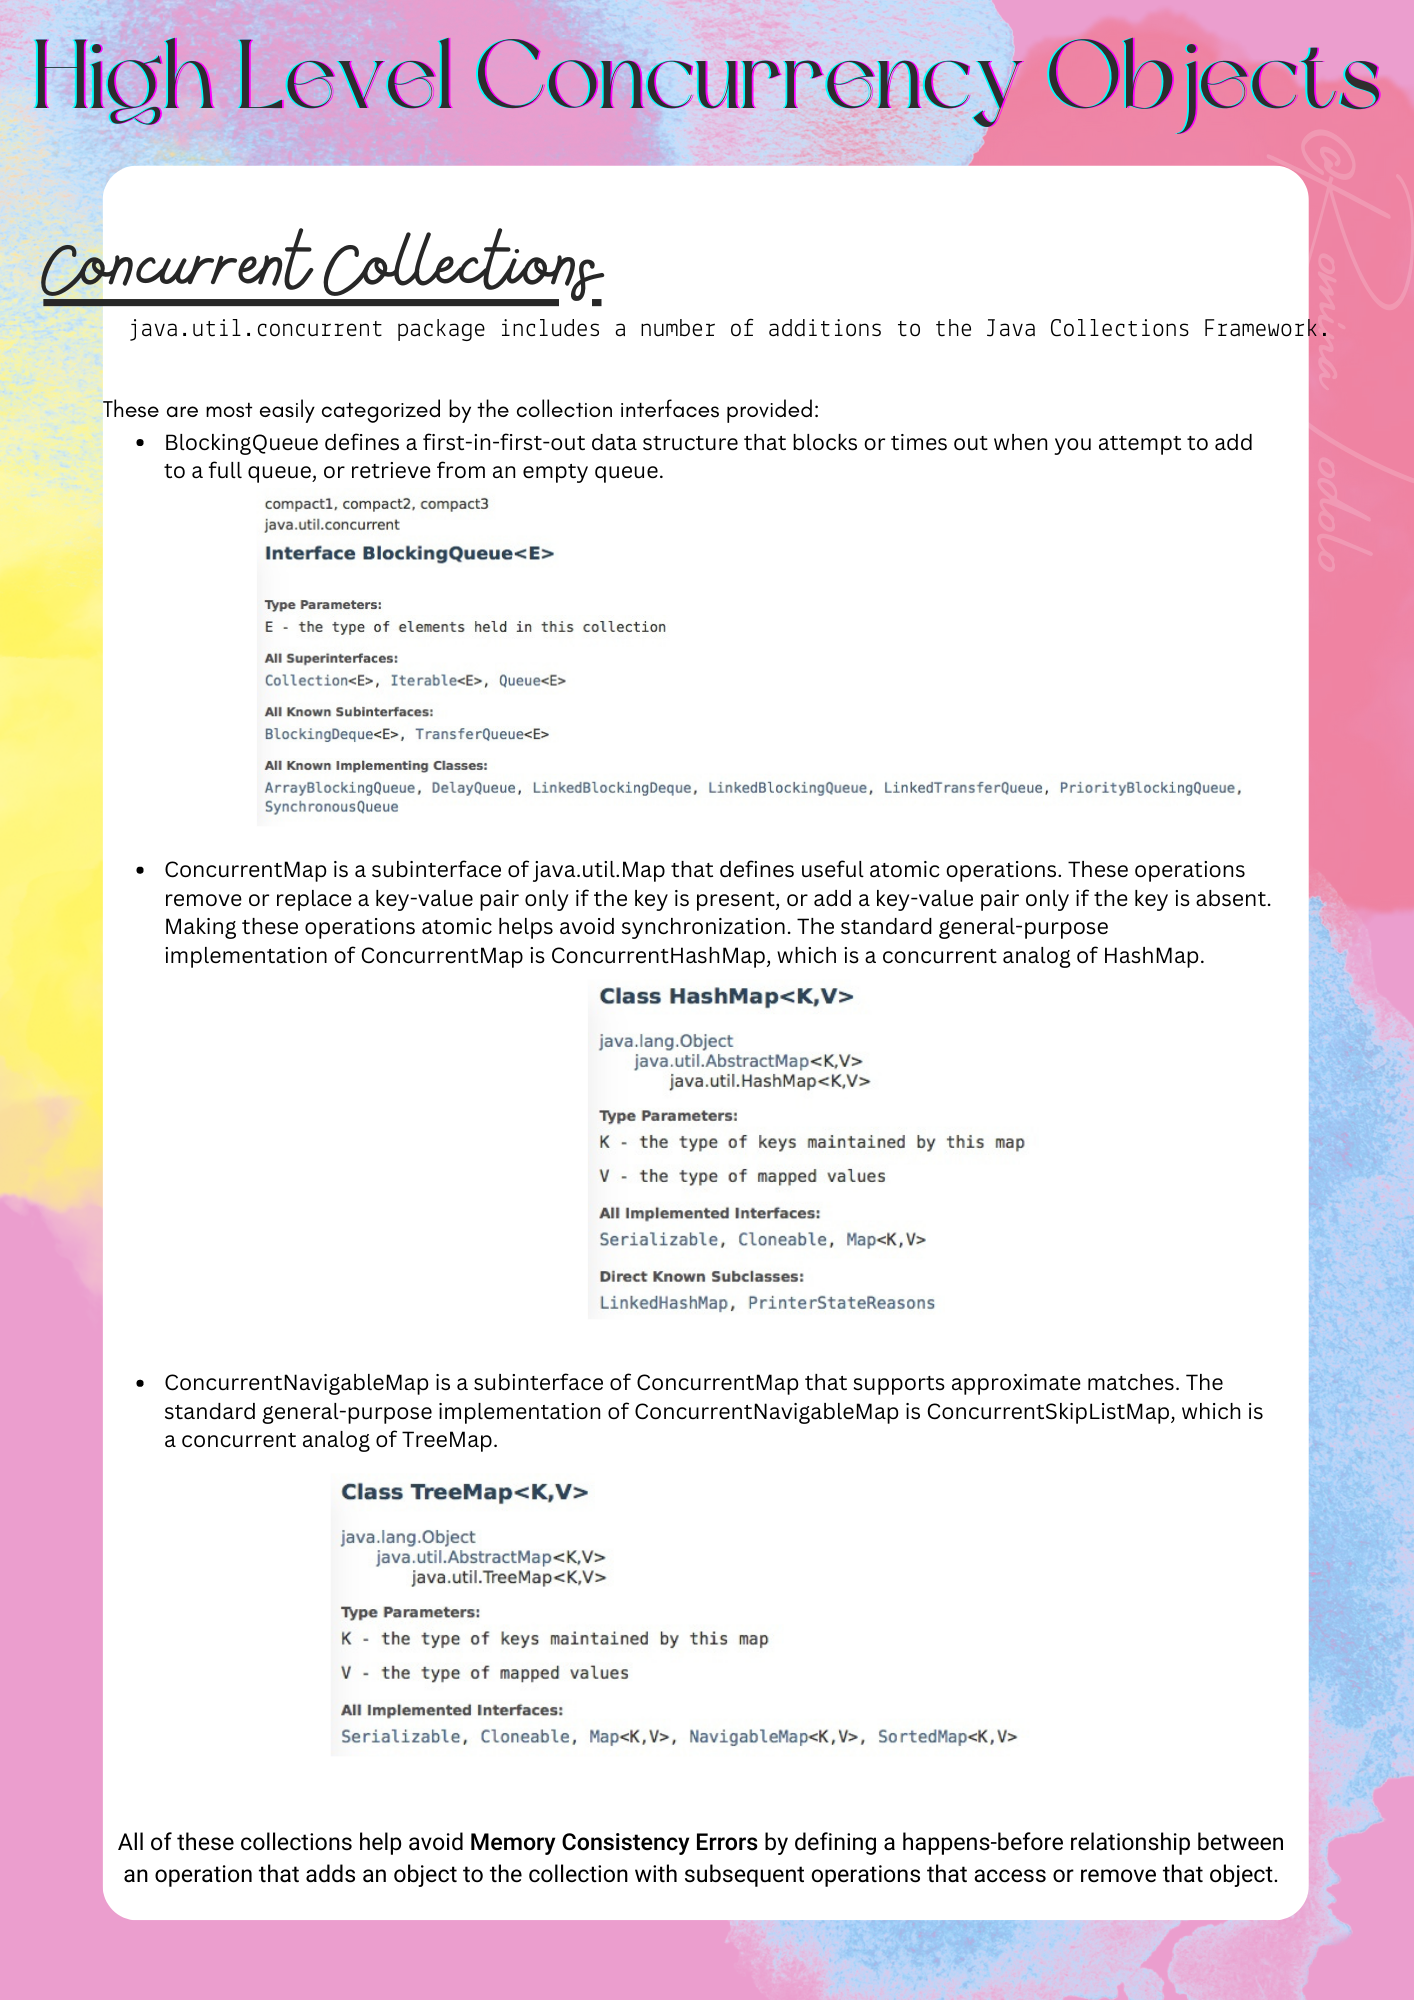 High Level Concurrency Objects
@Romina Iodolo
Concurrent Collections
java.util.concurrent package includes a number of additions to the Java Collections Framework.
These are most easily categorized by the collection interfaces provided:
• BlockingQueue defines a first-in-first-out data structure that blocks or times out when you attempt to add
to a full queue, or retrieve from an empty queue.
compact1, compact2, compact3
java.util.concurrent
Interface BlockingQueue<E>
Type Parameters:
E - the type of elements held in this collection
All Superinterfaces:
Collection<E>, Iterable<E>, Queue<E>
All Known Subinterfaces:
BlockingDeque<E>, TransferQueue<E>
All Known Implementing Classes:
ArrayBlockingQueue, DelayQueue, LinkedBlockingDeque, LinkedBlockingQueue, LinkedTransferQueue, PriorityBlockingQueue,
SynchronousQueue
• ConcurrentMap is a subinterface of java.util.Map that defines useful atomic operations. These operations
remove or replace a key-value pair only if the key is present, or add a key-value pair only if the key is absent.
Making these operations atomic helps avoid synchronization. The standard general-purpose
implementation of ConcurrentMap is ConcurrentHashMap, which is a concurrent analog of HashMap.
Class HashMap<K,V>
java.lang.Object
java.util.AbstractMap<K,V>
java.util.HashMap<K,V>
Type Parameters:
K - the type of keys maintained by this map
V - the type of mapped values
All Implemented Interfaces:
Serializable, Cloneable, Map<K,V>
Direct Known Subclasses:
LinkedHashMap, PrinterStateReasons
• ConcurrentNavigableMap is a subinterface of ConcurrentMap that supports approximate matches. The
standard general-purpose implementation of ConcurrentNavigableMap is ConcurrentSkipListMap, which is
a concurrent analog of TreeMap.
Class TreeMap<K,V>
java.lang.Object
java.util.AbstractMap<K,V>
java.util.TreeMap<K,V>
Type Parameters:
K - the type of keys maintained by this map
V - the type of mapped values
All Implemented Interfaces:
Serializable, Cloneable, Map<K,V>, NavigableMap<K,V>, SortedMap<K,V>
All of these collections help avoid Memory Consistency Errors by defining a happens-before relationship between
an operation that adds an object to the collection with subsequent operations that access or remove that object.